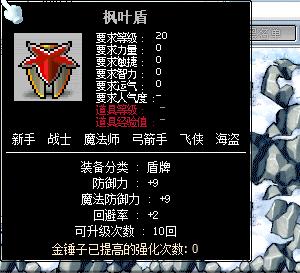 枫叶盾
要求等级： 20
要求力量： 0
要求敏捷： -
要求智力： 0
要求运气： -
要求人气度： -
道具等级： -
道具经验值： -
新手 战士 魔法师 弓箭手 飞侠 海盗
装备分类 : 盾牌
防御力 : +9
魔法防御力 : +9
回避率 : +2
可升级次数 : 10回
金锤子已提高的强化次数: 0